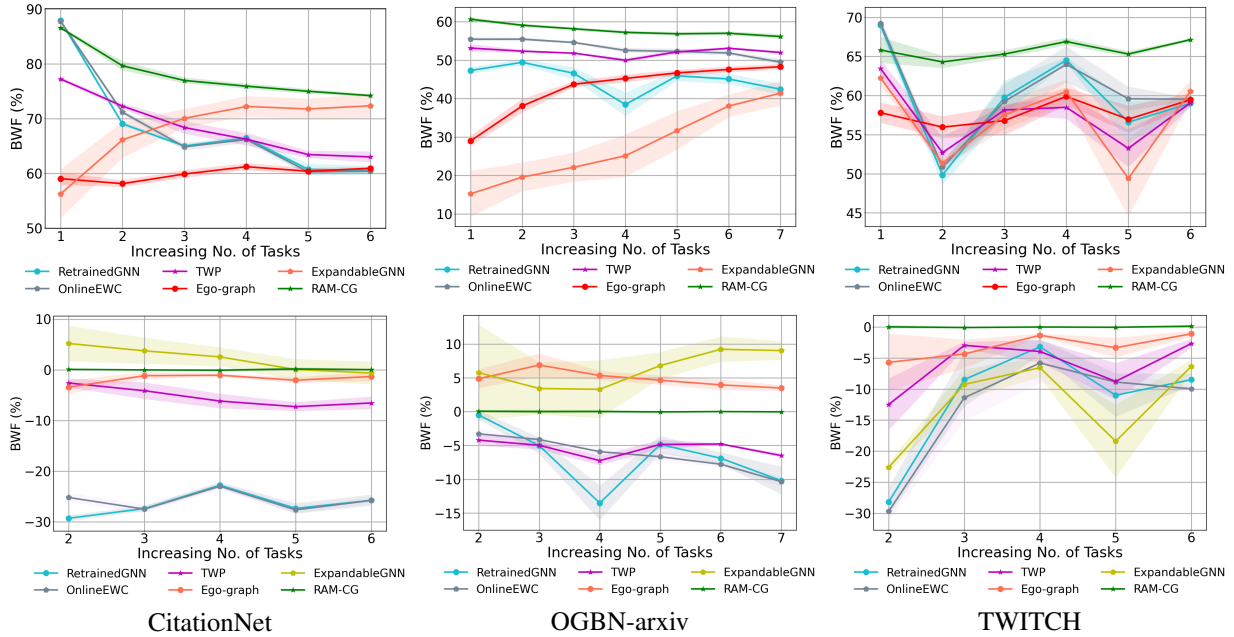 90
80
70
60
50
BWF (%)
1 2 3 4 5 6
Increasing No. of Tasks
RetrainedGNN TWP ExpandableGNN
OnlineEWC Ego-graph RAM-CG
60
50
40
30
20
10
BWF (%)
1 2 3 4 5 6 7
Increasing No. of Tasks
RetrainedGNN TWP ExpandableGNN
OnlineEWC Ego-graph RAM-CG
70
65
60
55
50
45
BWF (%)
1 2 3 4 5 6
Increasing No. of Tasks
RetrainedGNN TWP ExpandableGNN
OnlineEWC Ego-graph RAM-CG
10
0
−10
−20
−30
BWF (%)
2 3 4 5 6
Increasing No. of Tasks
RetrainedGNN TWP ExpandableGNN
OnlineEWC Ego-graph RAM-CG
10
5
0
−5
−10
−15
BWF (%)
2 3 4 5 6 7
Increasing No. of Tasks
RetrainedGNN TWP ExpandableGNN
OnlineEWC Ego-graph RAM-CG
0
−5
−10
−15
−20
−25
−30
BWF (%)
2 3 4 5 6
Increasing No. of Tasks
RetrainedGNN TWP ExpandableGNN
OnlineEWC Ego-graph RAM-CG
CitationNet OGBN-arxiv TWITCH